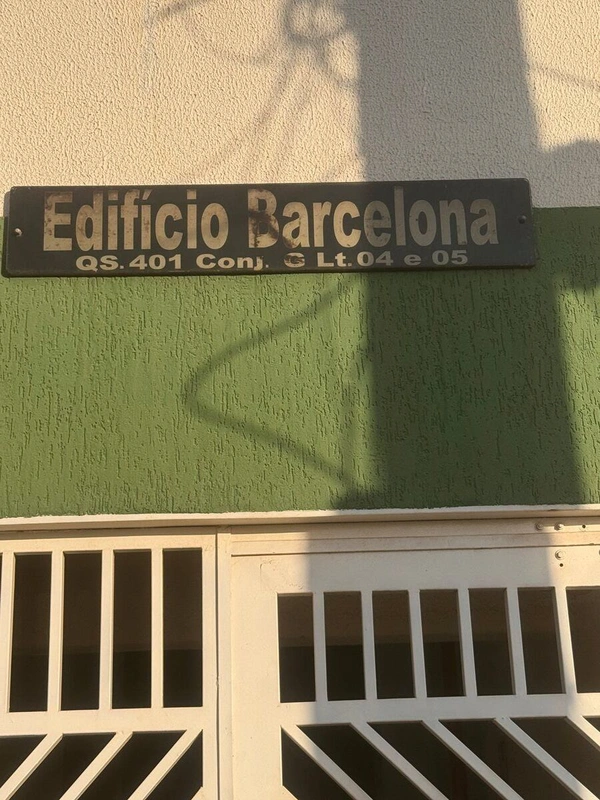 Edifício Barcelona
QS. 401 Conj. G Lt. 04 e 05